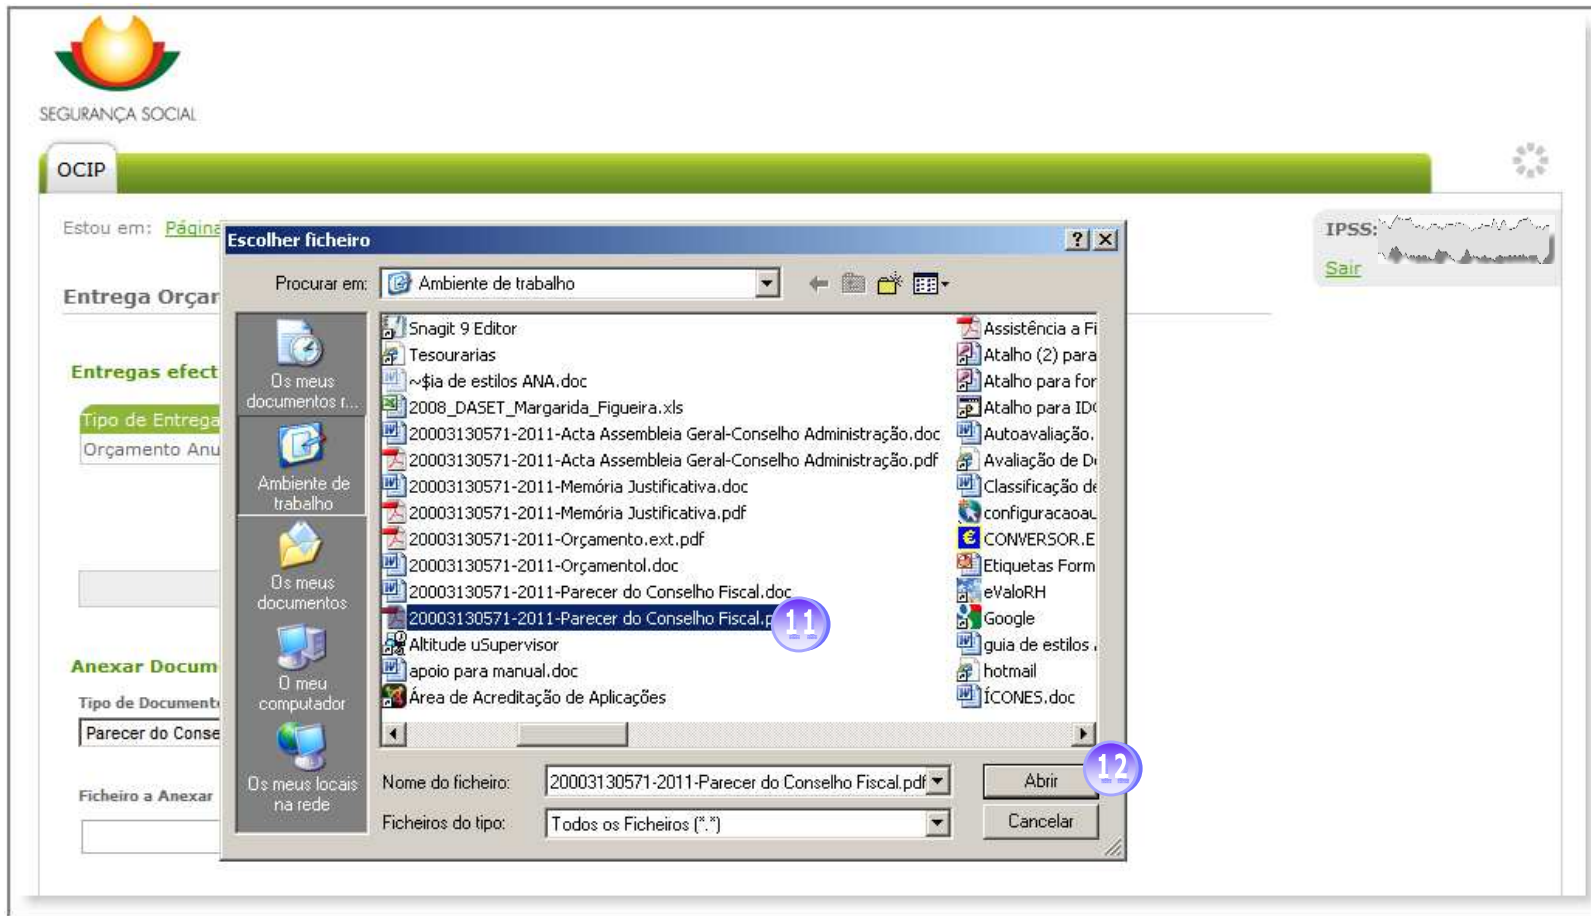 SEGURANÇA SOCIAL
OCIP
Estou em: Página
IPSS:
Sair
Entrega Orçar
Entregas efect
Tipo de Entrega
Orçamento Anu
Anexar Docum
Tipo de Document
Parecer do Conse
Ficheiro a Anexar
Escolher ficheiro
Procurar em:
Ambiente de trabalho
Os meus
documentos r...
Ambiente de
trabalho
Os meus
documentos
O meu
computador
Os meus locais
na rede
Snagit 9 Editor
Tesourarias
~$ia de estilos ANA.doc
2008_DASET_Margarida_Figueira.xls
20003130571-2011-Acta Assembleia Geral-Conselho Administração.doc
20003130571-2011-Acta Assembleia Geral-Conselho Administração.pdf
20003130571-2011-Memória Justificativa.doc
20003130571-2011-Memória Justificativa.pdf
20003130571-2011-Orçamento.ext.pdf
20003130571-2011-Orçamentol.doc
20003130571-2011-Parecer do Conselho Fiscal.doc
20003130571-2011-Parecer do Conselho Fiscal.p
11
Altitude uSupervisor
apoio para manual.doc
Área de Acreditação de Aplicações
Assistência a Fi
Atalho (2) para
Atalho para for
Atalho para IDQ
Autoavaliação.
Avaliação de D
Classificação de
configuracaoau
CONVERSOR.E
Etiquetas Form
eValoRH
Google
guia de estilos
hotmail
ÍCONES.doc
Nome do ficheiro:
20003130571-2011-Parecer do Conselho Fiscal.pdf
Abrir
12
Ficheiros do tipo:
Todos os Ficheiros (*.*)
Cancelar